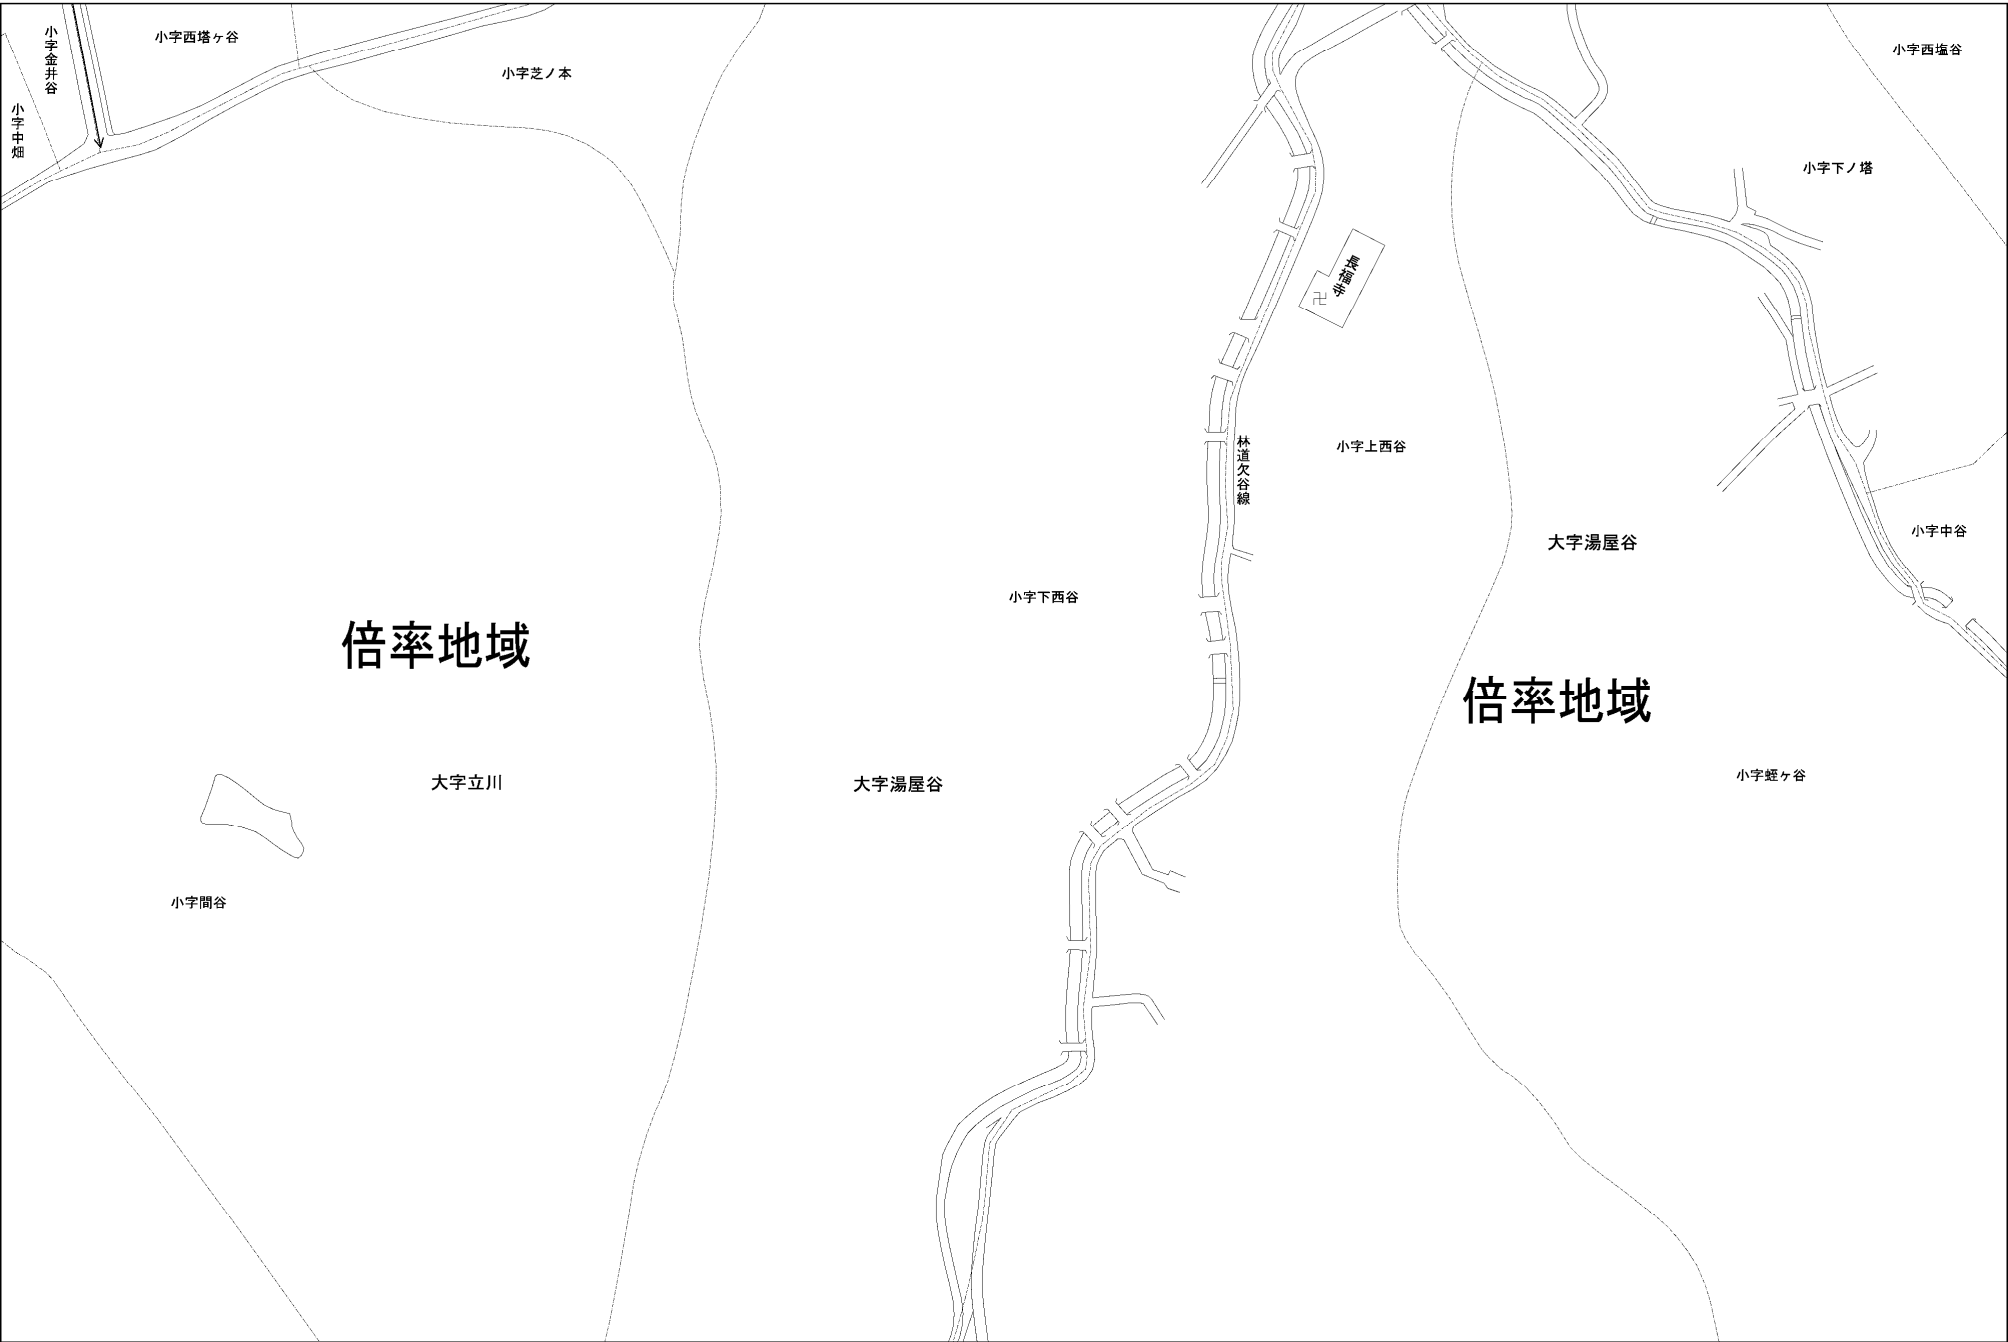 小字西塔ヶ谷
小字金井谷
小字中畑
小字芝ノ本
小字西塩谷
小字下ノ塔
長福寺
卍
林道欠谷線
小字上西谷
大字湯屋谷
小字中谷
小字下西谷
倍率地域
倍率地域
大字立川
大字湯屋谷
小字蛭ヶ谷
小字間谷